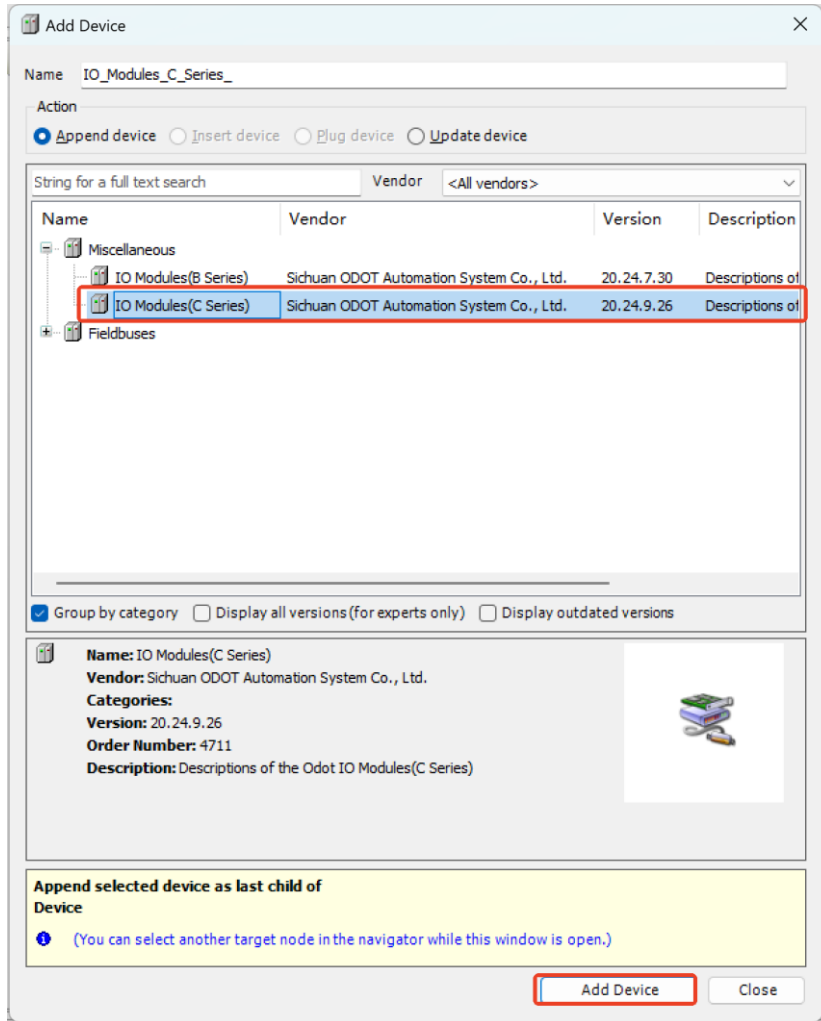 Add Device
Name IO_Modules_C_Series_
Action
Append device Insert device Plug device Update device
String for a full text search Vendor <All vendors>
Name Vendor Version Description
Miscellaneous
IO Modules(B Series) Sichuan ODOT Automation System Co., Ltd. 20.24.7.30 Descriptions of
IO Modules(C Series) Sichuan ODOT Automation System Co., Ltd. 20.24.9.26 Descriptions of
Fieldbuses
Group by category Display all versions(for experts only) Display outdated versions
Name: IO Modules(C Series)
Vendor: Sichuan ODOT Automation System Co., Ltd.
Categories:
Version: 20.24.9.26
Order Number: 4711
Description: Descriptions of the Odot IO Modules(C Series)
Append selected device as last child of
Device
(You can select another target node in the navigator while this window is open.)
Add Device Close